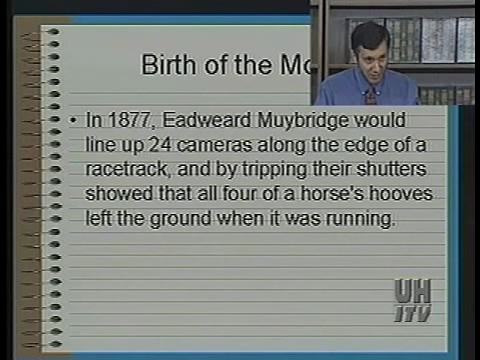 Birth of the Mo
• In 1877, Eadweard Muybridge would
line up 24 cameras along the edge of a
racetrack, and by tripping their shutters
showed that all four of a horse's hooves
left the ground when it was running.
UH
ITV